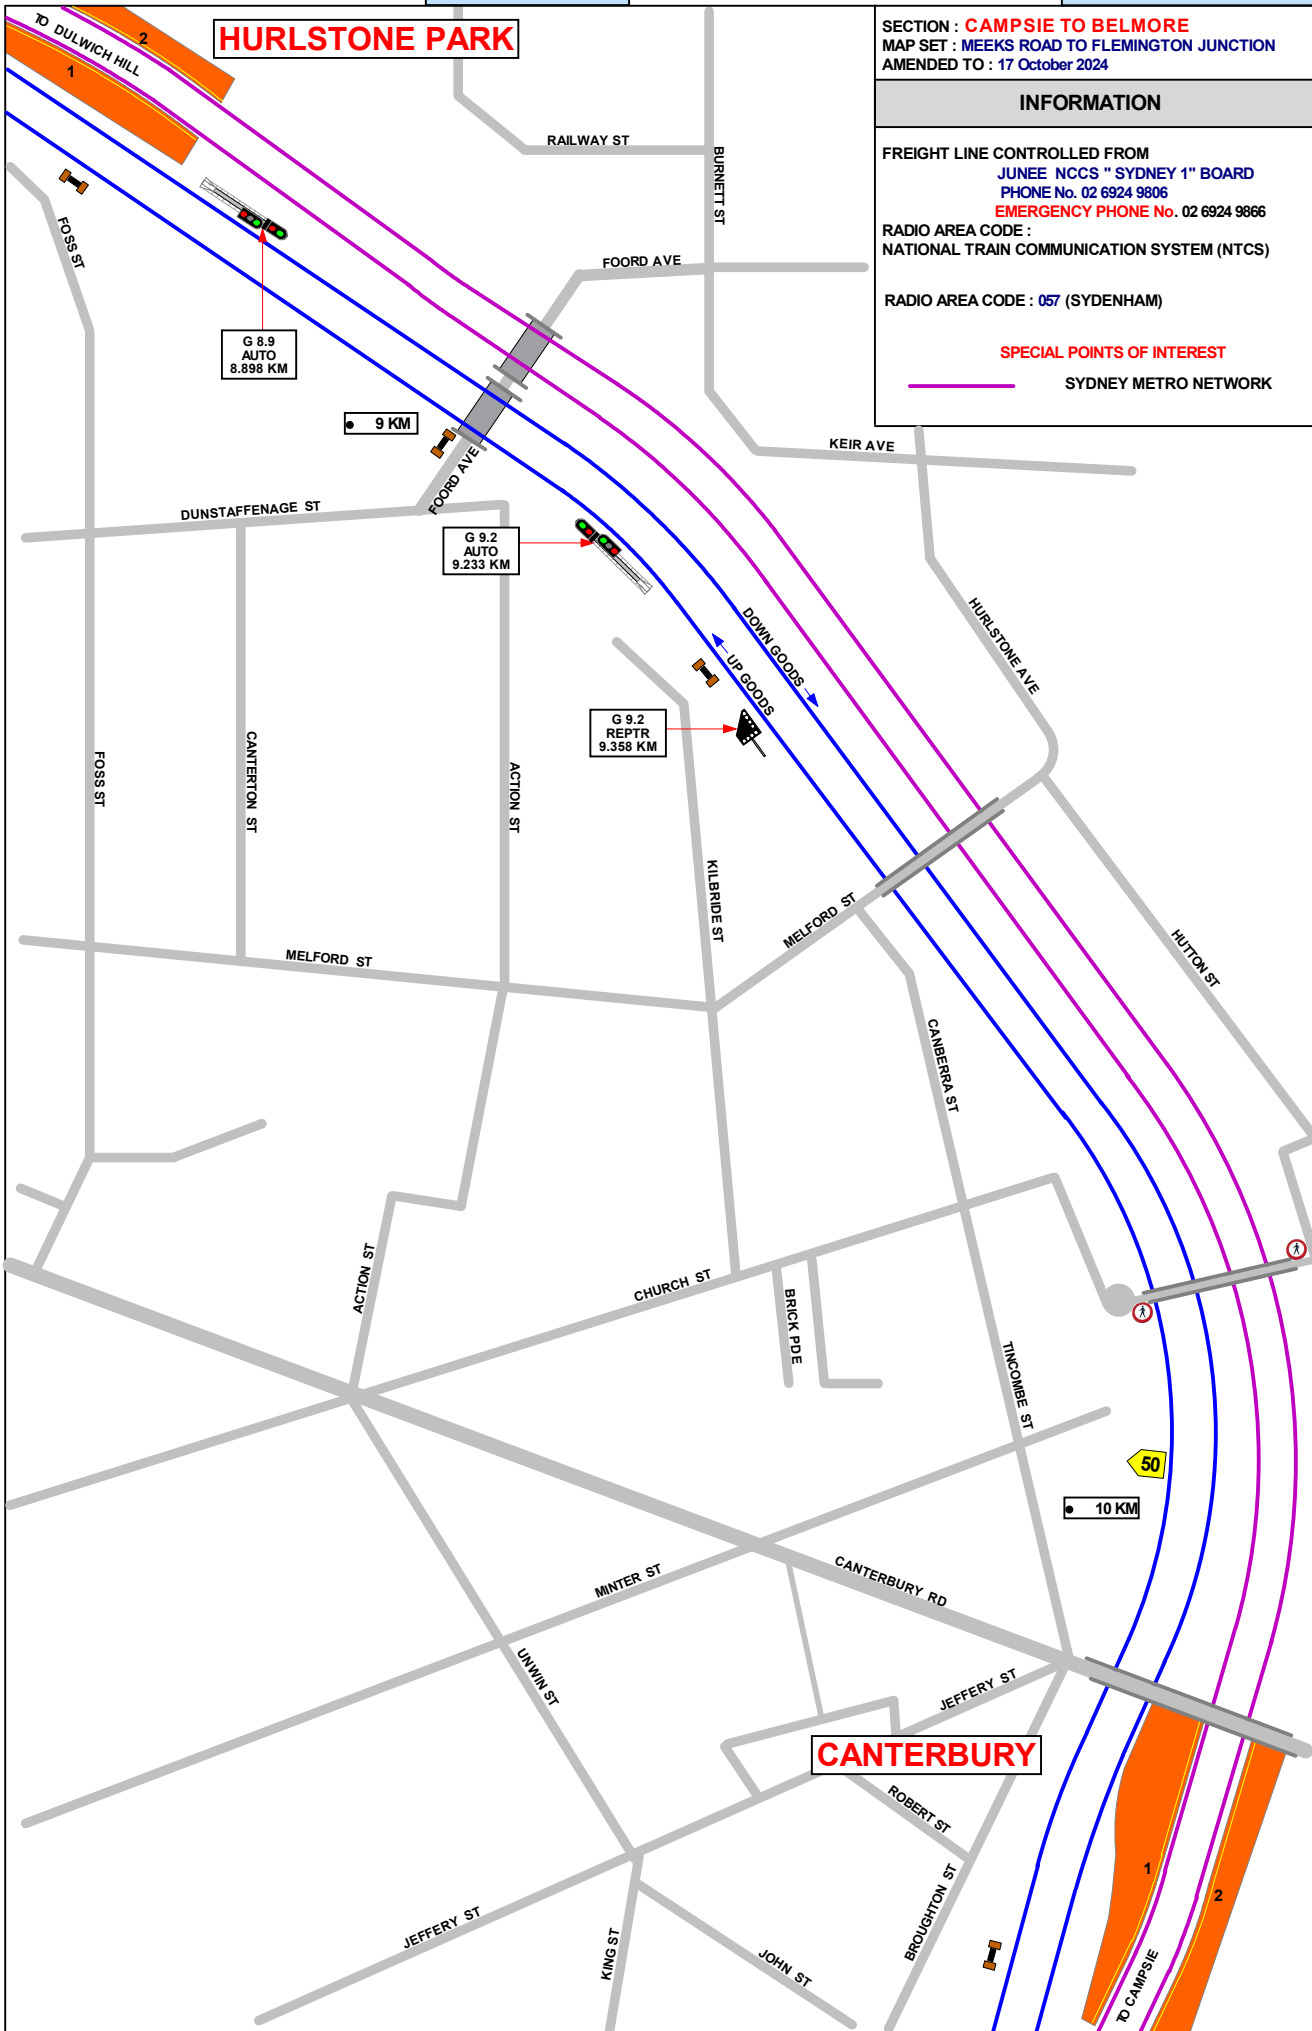 TO DULWICH HILL
2
1
HURLSTONE PARK
SECTION : CAMPSIE TO BELMORE
MAP SET : MEEKS ROAD TO FLEMINGTON JUNCTION
AMENDED TO : 17 October 2024
INFORMATION
FREIGHT LINE CONTROLLED FROM
JUNEE NCCS " SYDNEY 1" BOARD
PHONE No. 02 6924 9806
EMERGENCY PHONE No. 02 6924 9866
RADIO AREA CODE :
NATIONAL TRAIN COMMUNICATION SYSTEM (NTCS)
RADIO AREA CODE : 057 (SYDENHAM)
SPECIAL POINTS OF INTEREST
SYDNEY METRO NETWORK
RAILWAY ST
BURNETT ST
FOSS ST
FOORD AVE
G 8.9
AUTO
8.898 KM
9 KM
KEIR AVE
FOORD AVE
DUNSTAFFENAGE ST
G 9.2
AUTO
9.233 KM
HURLSTONE AVE
DOWN GOODS
UP GOODS
G 9.2
REPTR
9.358 KM
FOSS ST
CANTERTON ST
ACTION ST
KILBRIDE ST
MELFORD ST
MELFORD ST
HUTTON ST
CANBERRA ST
ACTION ST
CHURCH ST
BRICK PDE
TINCOMBE ST
50
10 KM
MINTER ST
CANTERBURY RD
UNWIN ST
JEFFERY ST
CANTERBURY
ROBERT ST
1
2
JEFFERY ST
BROUGHTON ST
KING ST
JOHN ST
TO CAMPSIE